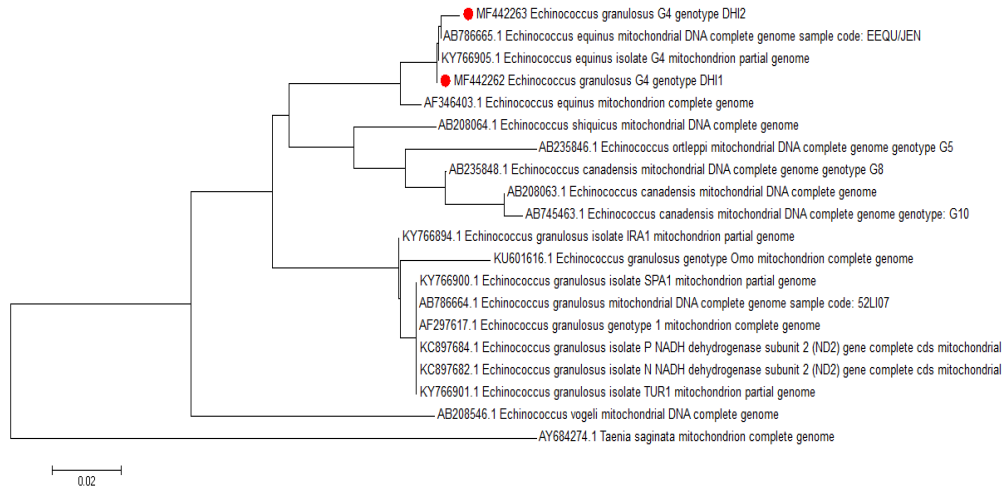 MF442263 Echinococcus granulosus G4 genotype DHI2
AB786665.1 Echinococcus equinus mitochondrial DNA complete genome sample code: EEQU/JEN
KY766905.1 Echinococcus equinus isolate G4 mitochondrion partial genome
MF442262 Echinococcus granulosus G4 genotype DHI1
AF346403.1 Echinococcus equinus mitochondrion complete genome
AB208064.1 Echinococcus shiquicus mitochondrial DNA complete genome
AB235846.1 Echinococcus ortleppi mitochondrial DNA complete genome genotype G5
AB235848.1 Echinococcus canadensis mitochondrial DNA complete genome genotype G8
AB208063.1 Echinococcus canadensis mitochondrial DNA complete genome
AB745463.1 Echinococcus canadensis mitochondrial DNA complete genome genotype: G10
KY766894.1 Echinococcus granulosus isolate IRA1 mitochondrion partial genome
KU601616.1 Echinococcus granulosus genotype Omo mitochondrion complete genome
KY766900.1 Echinococcus granulosus isolate SPA1 mitochondrion partial genome
AB786664.1 Echinococcus granulosus mitochondrial DNA complete genome sample code: 52LI07
AF297617.1 Echinococcus granulosus genotype 1 mitochondrion complete genome
KC897684.1 Echinococcus granulosus isolate P NADH dehydrogenase subunit 2 (ND2) gene complete cds mitochondrial
KC897682.1 Echinococcus granulosus isolate N NADH dehydrogenase subunit 2 (ND2) gene complete cds mitochondrial
KY766901.1 Echinococcus granulosus isolate TUR1 mitochondrion partial genome
AB208546.1 Echinococcus vogeli mitochondrial DNA complete genome
AY684274.1 Taenia saginata mitochondrion complete genome
0.02